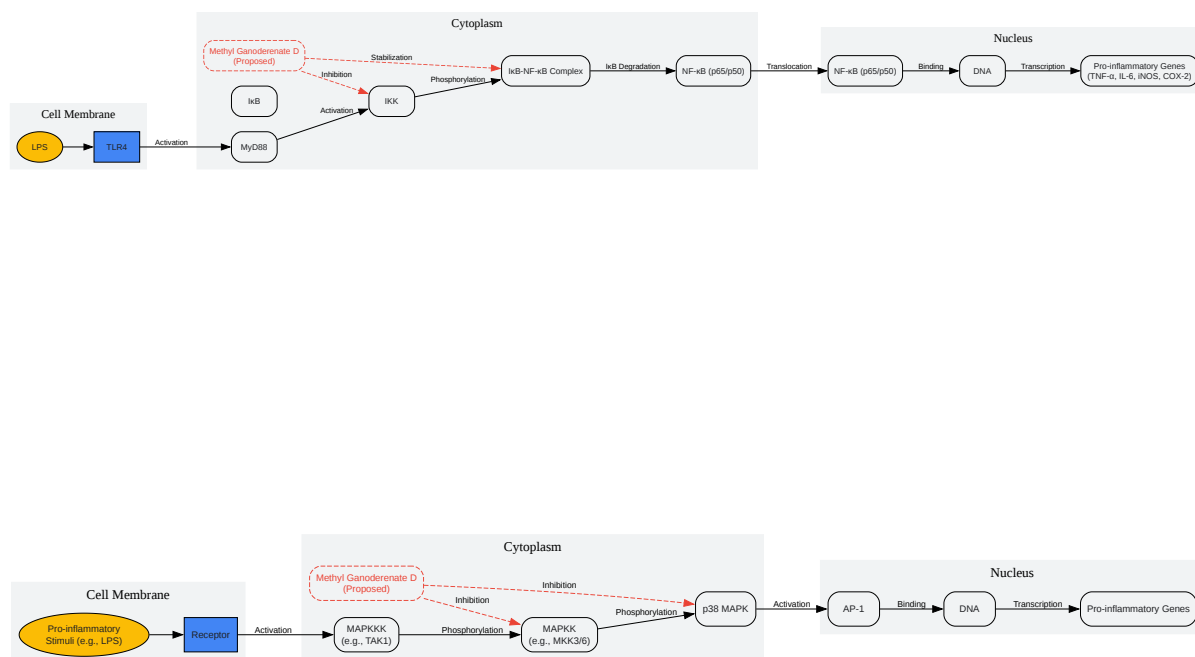 Cytoplasm
Nucleus
Cell Membrane
Methyl Ganoderenate D
(Proposed)
Stabilization
Inhibition
IκB
IKK
Phosphorylation
IκB-NF-κB Complex
IκB Degradation
NF-κB (p65/p50)
Translocation
NF-κB (p65/p50)
Binding
DNA
Transcription
Pro-inflammatory Genes
(TNF-α, IL-6, iNOS, COX-2)
LPS
TLR4
Activation
MyD88
Activation
Cytoplasm
Nucleus
Cell Membrane
Methyl Ganoderenate D
(Proposed)
Inhibition
Inhibition
Pro-inflammatory
Stimuli (e.g., LPS)
Receptor
Activation
MAPKKK
(e.g., TAK1)
Phosphorylation
MAPKK
(e.g., MKK3/6)
Phosphorylation
p38 MAPK
Activation
AP-1
Binding
DNA
Transcription
Pro-inflammatory Genes